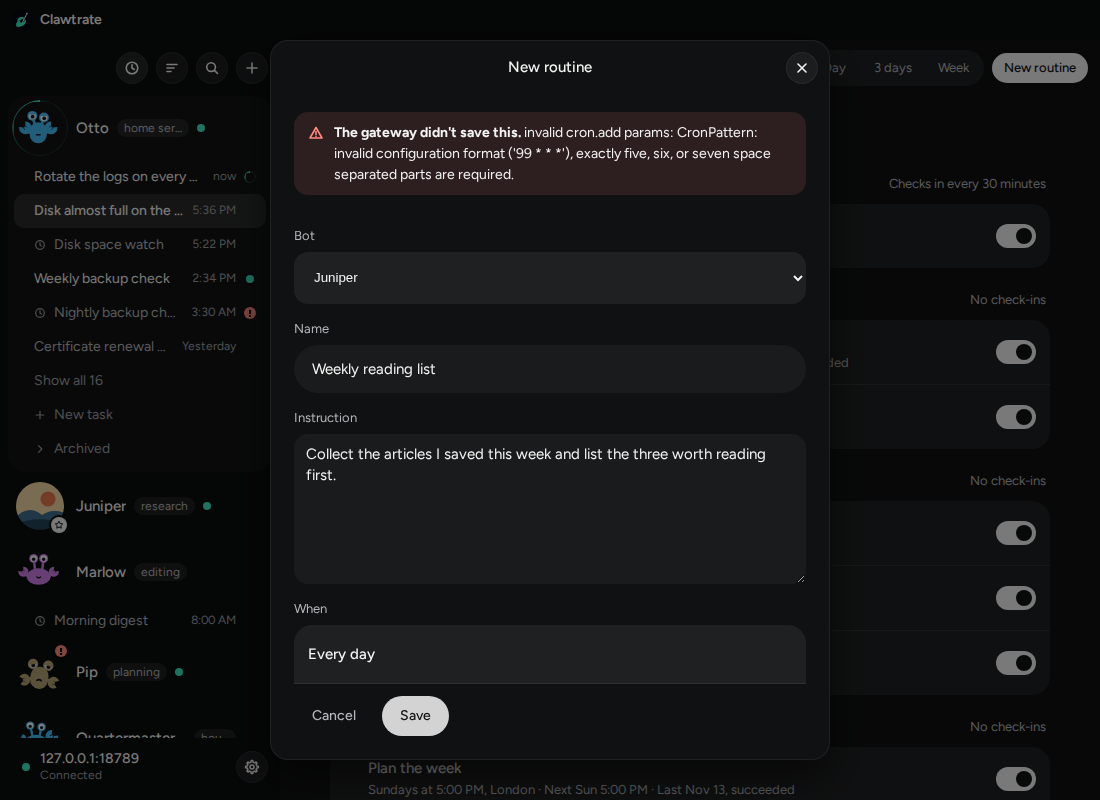 Clawtrate
Day
3 days
Week
New routine
Otto
home ser...
Rotate the logs on every ...
now
Disk almost full on the ...
5:36 PM
Disk space watch
5:22 PM
Weekly backup check
2:34 PM
Nightly backup ch...
3:30 AM
Certificate renewal ...
Yesterday
Show all 16
New task
Archived
Juniper
research
Marlow
editing
Morning digest
8:00 AM
Pip
planning
Quartermaster
127.0.0.1:18789
Connected
New routine
The gateway didn't save this. invalid cron.add params: CronPattern:
invalid configuration format ('99 * * *'), exactly five, six, or seven space
separated parts are required.
Bot
Juniper
Name
Weekly reading list
Instruction
Collect the articles I saved this week and list the three worth reading
first.
When
Every day
Cancel
Save
Checks in every 30 minutes
No check-ins
No check-ins
No check-ins
Plan the week
Sundays at 5:00 PM, London · Next Sun 5:00 PM · Last Nov 13, succeeded